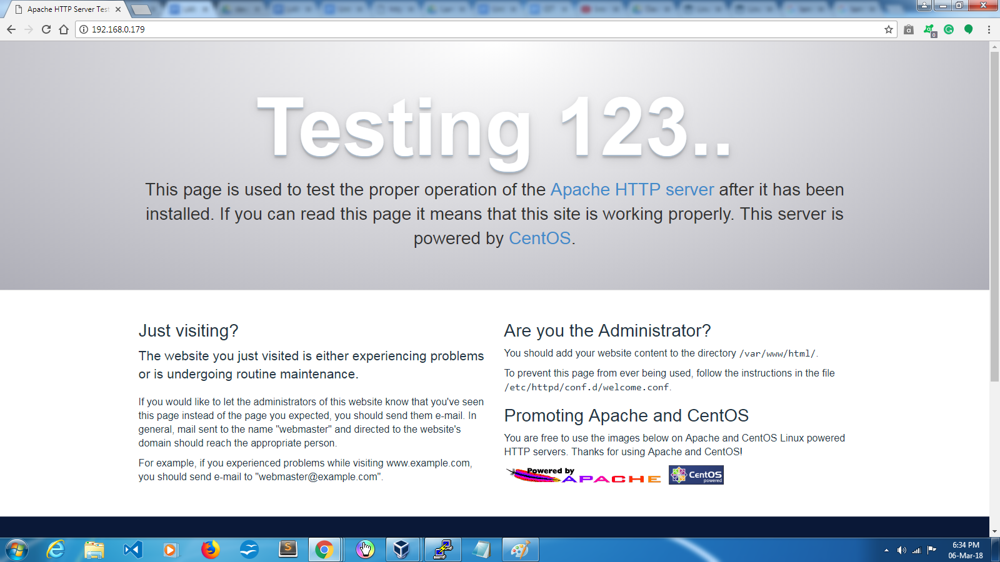 Apache HTTP Server Test
192.168.0.179
0
Testing 123..
This page is used to test the proper operation of the Apache HTTP server after it has been
installed. If you can read this page it means that this site is working properly. This server is
powered by CentOS.
Just visiting?
The website you just visited is either experiencing problems
or is undergoing routine maintenance.
If you would like to let the administrators of this website know that you've seen
this page instead of the page you expected, you should send them e-mail. In
general, mail sent to the name "webmaster" and directed to the website's
domain should reach the appropriate person.
For example, if you experienced problems while visiting www.example.com,
you should send e-mail to "webmaster@example.com".
Are you the Administrator?
You should add your website content to the directory /var/www/html/.
To prevent this page from ever being used, follow the instructions in the file
/etc/httpd/conf.d/welcome.conf.
Promoting Apache and CentOS
You are free to use the images below on Apache and CentOS Linux powered
HTTP servers. Thanks for using Apache and CentOS!
Powered by
APACHE
CentOS
powered
6:34 PM
06-Mar-18